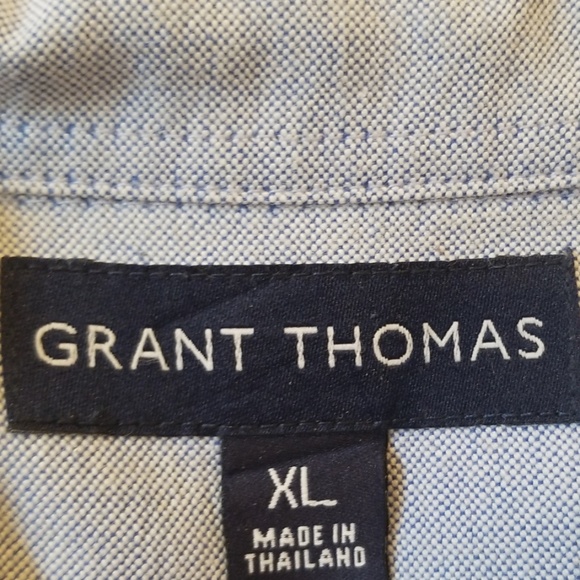 GRANT THOMAS
XL
MADE IN
THAILAND